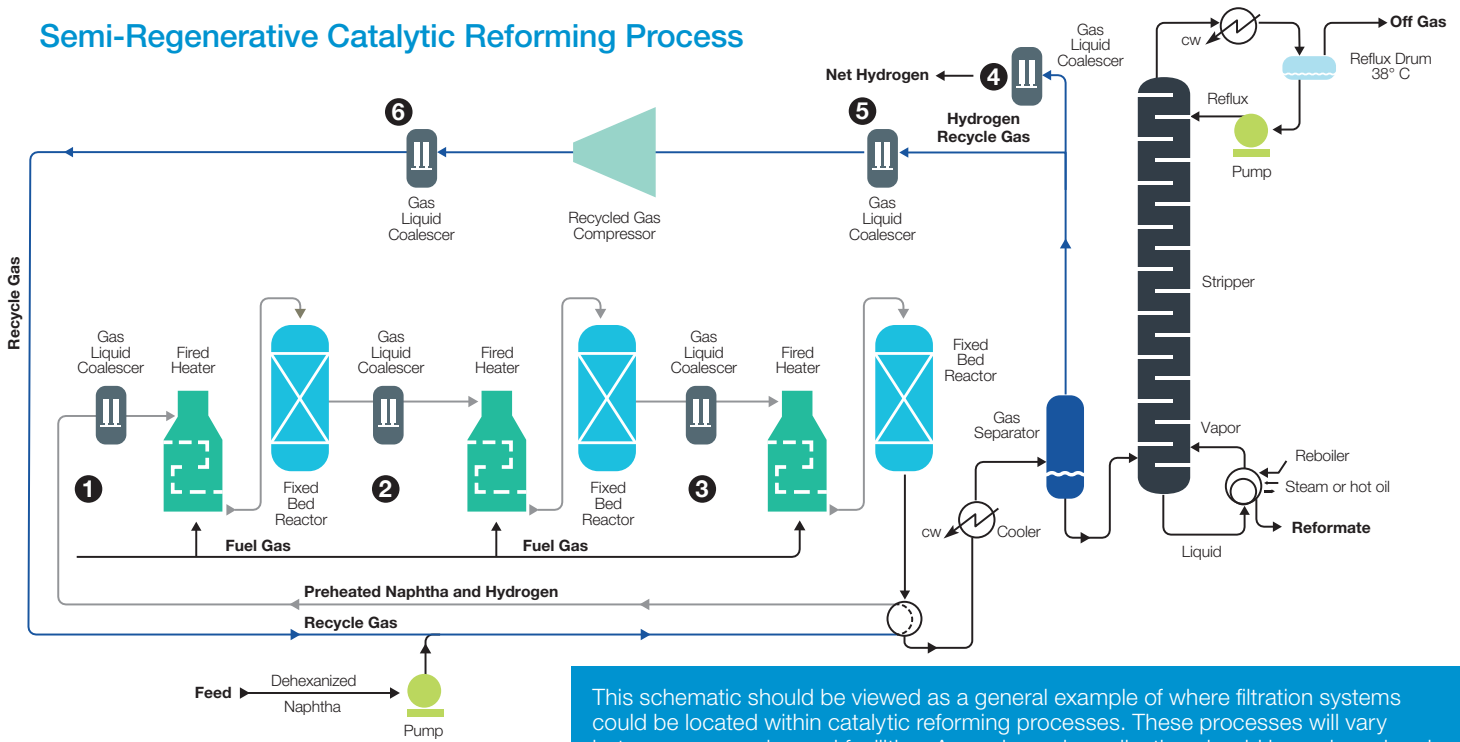 Semi-Regenerative Catalytic Reforming Process
Off Gas
cw
Gas
Liquid
Coalescer
Reflux Drum
38° C
Net Hydrogen
4
Reflux
6
5
Hydrogen
Recycle Gas
Pump
Gas
Liquid
Coalescer
Recycled Gas
Compressor
Gas
Liquid
Coalescer
Recycle Gas
Stripper
Gas
Liquid
Coalescer
Fired
Heater
Gas
Liquid
Coalescer
Fired
Heater
Gas
Liquid
Coalescer
Fired
Heater
Fixed
Bed
Reactor
Gas
Separator
Vapor
Reboiler
Steam or hot oil
1
Fixed
Bed
Reactor
2
Fixed
Bed
Reactor
3
Reformate
cw
Cooler
Liquid
Fuel Gas
Fuel Gas
Preheated Naphtha and Hydrogen
Recycle Gas
Feed
Dehexanized
Naphtha
Pump
This schematic should be viewed as a general example of where filtration systems
could be located within catalytic reforming processes. These processes will vary